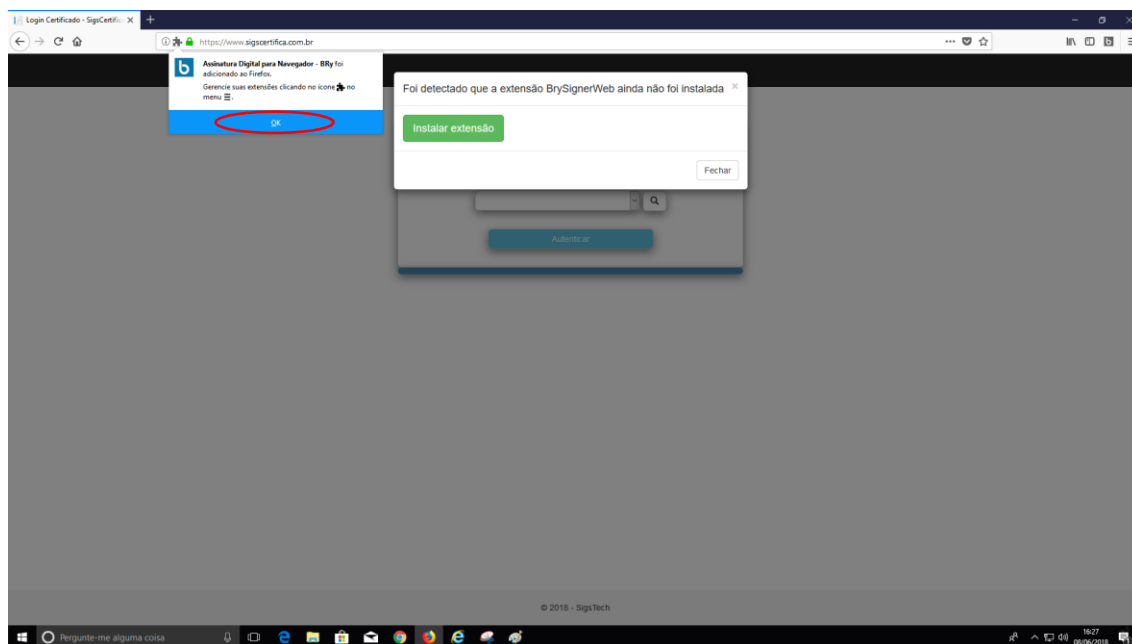 Login Certificado - SigsCertific
https://www.sigscertifica.com.br
Assinatura Digital para Navegador - BRy foi
adicionado ao Firefox.
Gerencie suas extensões clicando no ícone no
menu
OK
Foi detectado que a extensão BrySignerWeb ainda não foi instalada ×
Instalar extensão
Fechar
Autenticar
© 2018 - SigsTech
Pergunte-me alguma coisa
16:27
08/06/2018